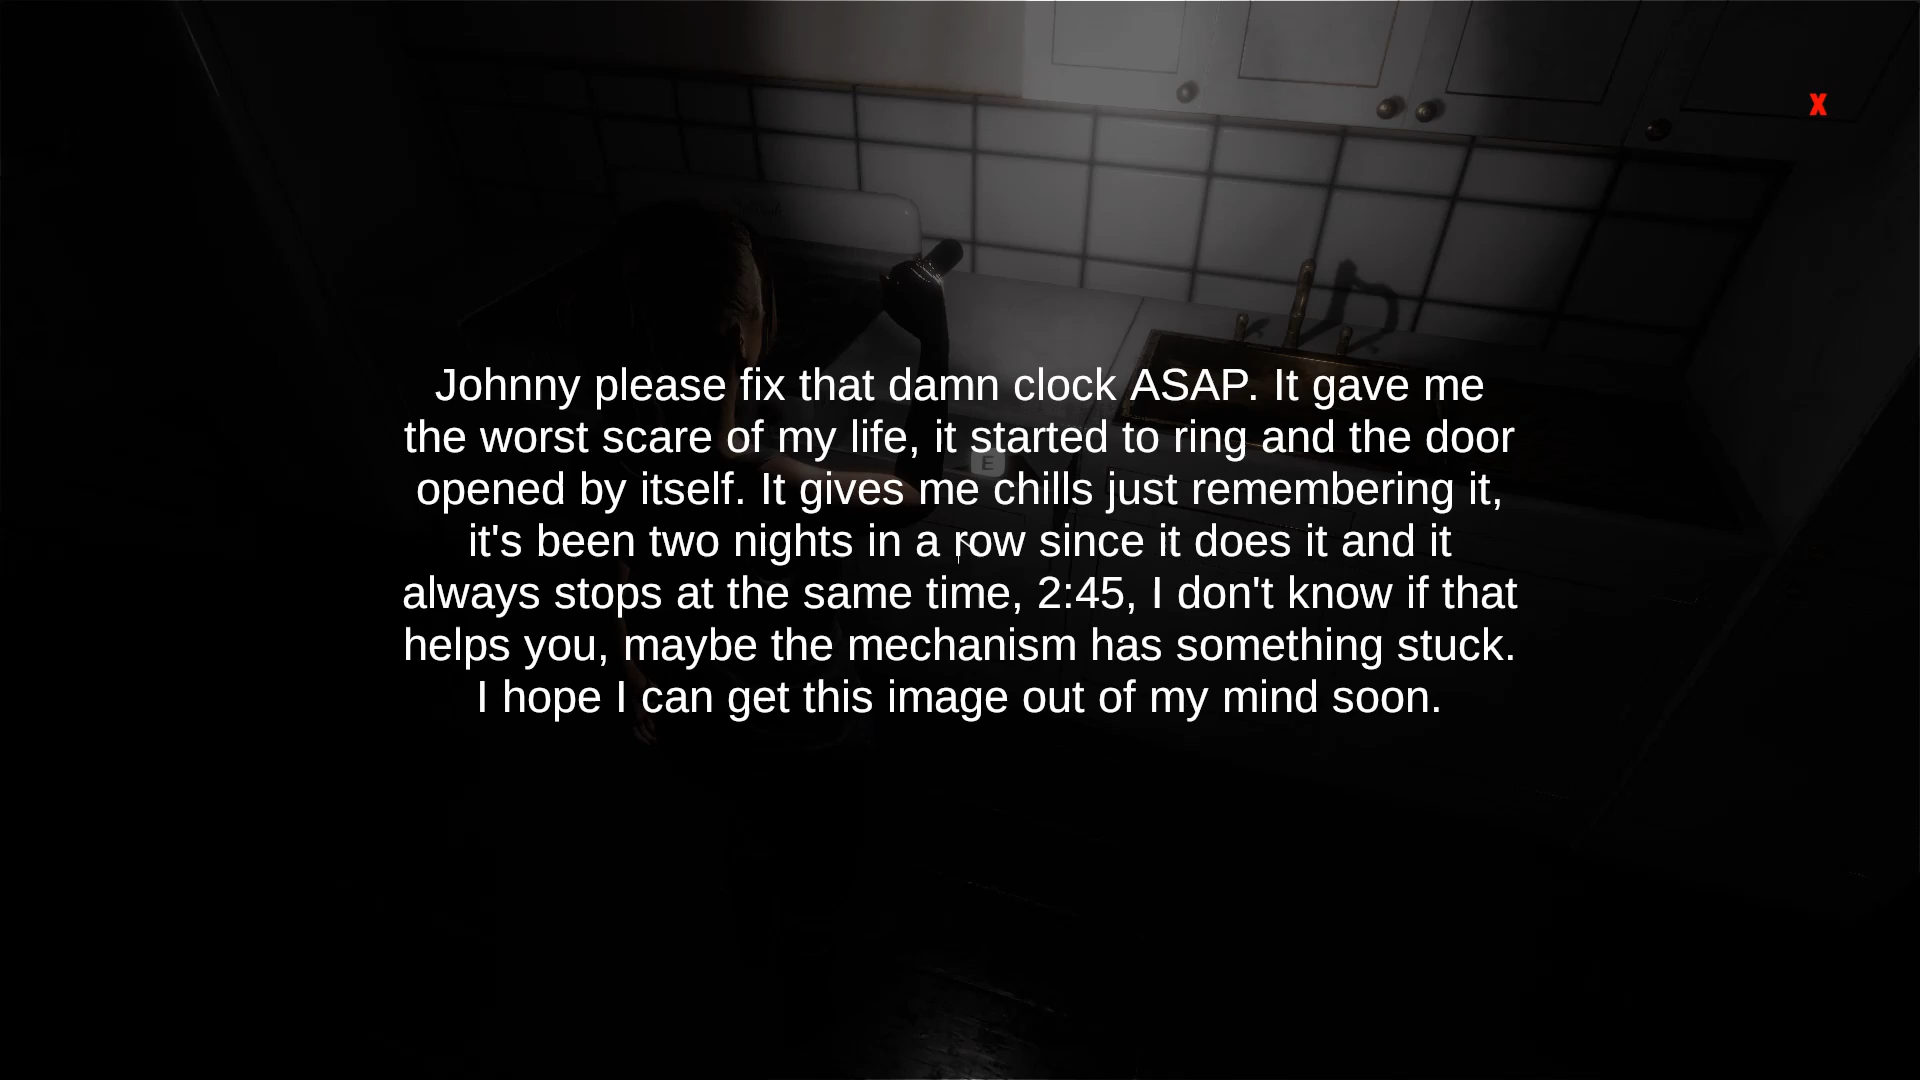 X
Johnny please fix that damn clock ASAP. It gave me
the worst scare of my life, it started to ring and the door
E
opened by itself. It gives me chills just remembering it,
it's been two nights in a row since it does it and it
always stops at the same time, 2:45, I don't know if that
helps you, maybe the mechanism has something stuck.
I hope I can get this image out of my mind soon.